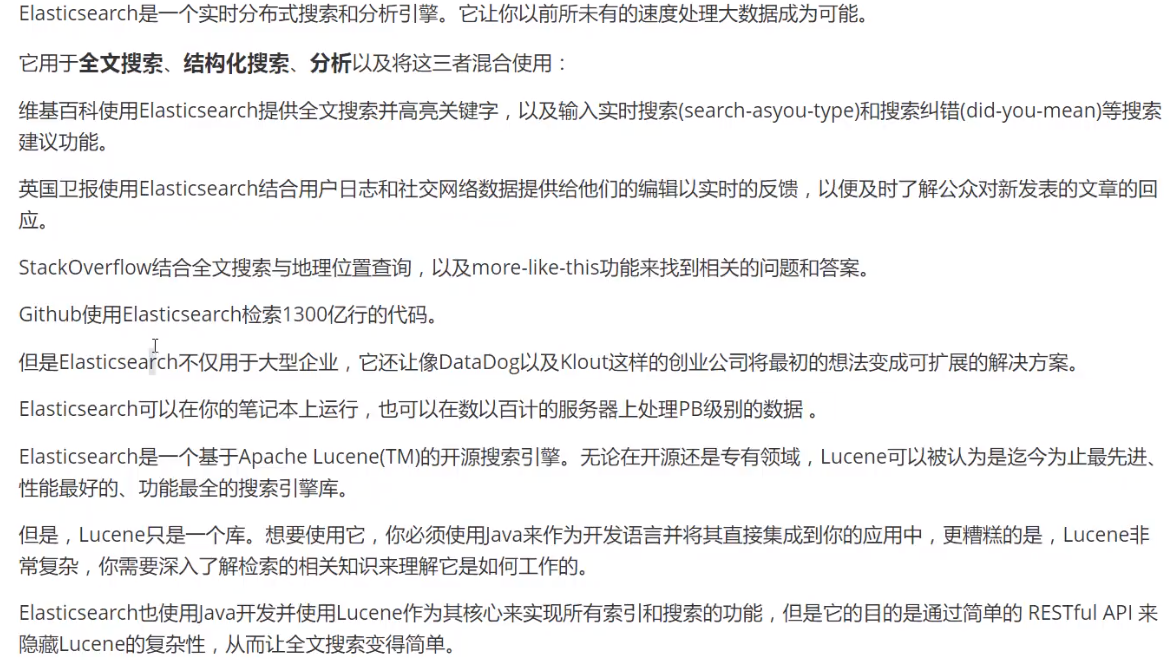 Elasticsearch是一个实时分布式搜索和分析引擎。它让你以前所未有的速度处理大数据成为可能。
它用于全文搜索、结构化搜索、分析以及将这三者混合使用：
维基百科使用Elasticsearch提供全文搜索并高亮关键字，以及输入实时搜索(search-asyou-type)和搜索纠错(did-you-mean)等搜索
建议功能。
英国卫报使用Elasticsearch结合用户日志和社交网络数据提供给他们的编辑以实时的反馈，以便及时了解公众对新发表的文章的回
应。
StackOverflow结合全文搜索与地理位置查询，以及more-like-this功能来找到相关的问题和答案。
Github使用Elasticsearch检索1300亿行的代码。
但是Elasticsearch不仅用于大型企业，它还让像DataDog以及Klout这样的创业公司将最初的想法变成可扩展的解决方案。
Elasticsearch可以在你的笔记本上运行，也可以在数以百计的服务器上处理PB级别的数据 。
Elasticsearch是一个基于Apache Lucene(TM)的开源搜索引擎。无论在开源还是专有领域，Lucene可以被认为是迄今为止最先进、
性能最好的、功能最全的搜索引擎库。
但是，Lucene只是一个库。想要使用它，你必须使用Java来作为开发语言并将其直接集成到你的应用中，更糟糕的是，Lucene非
常复杂，你需要深入了解检索的相关知识来理解它是如何工作的。
Elasticsearch也使用Java开发并使用Lucene作为其核心来实现所有索引和搜索的功能，但是它的目的是通过简单的 RESTful API 来
隐藏Lucene的复杂性，从而让全文搜索变得简单。